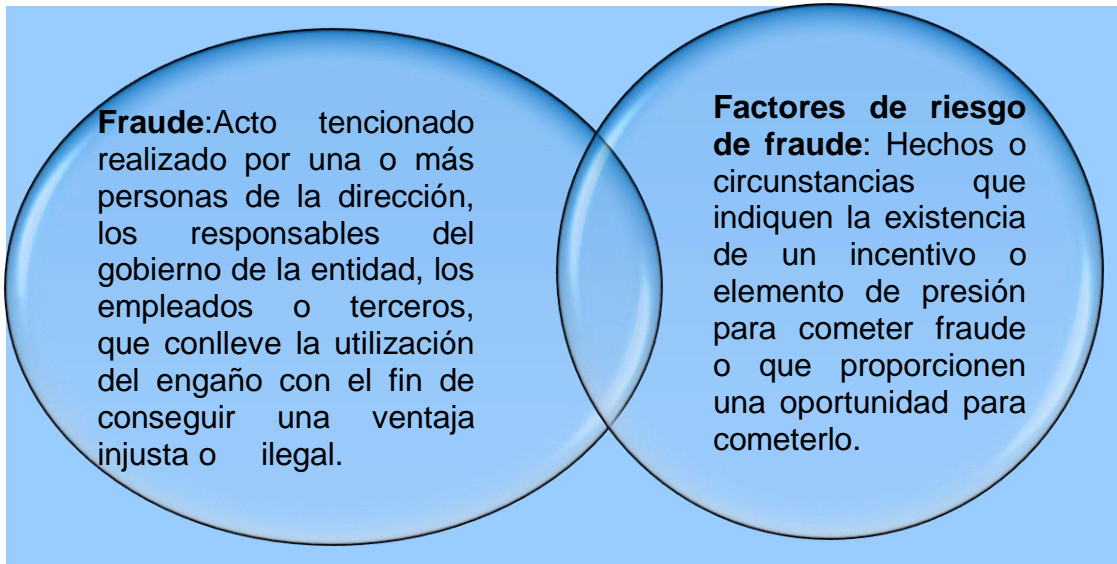 Fraude:Acto tencionado
realizado por una o más
personas de la dirección,
los responsables del
gobierno de la entidad, los
empleados o terceros,
que conlleve la utilización
del engaño con el fin de
conseguir una ventaja
injusta o ilegal.
Factores de riesgo
de fraude: Hechos o
circunstancias que
indiquen la existencia
de un incentivo o
elemento de presión
para cometer fraude
o que proporcionen
una oportunidad para
cometerlo.